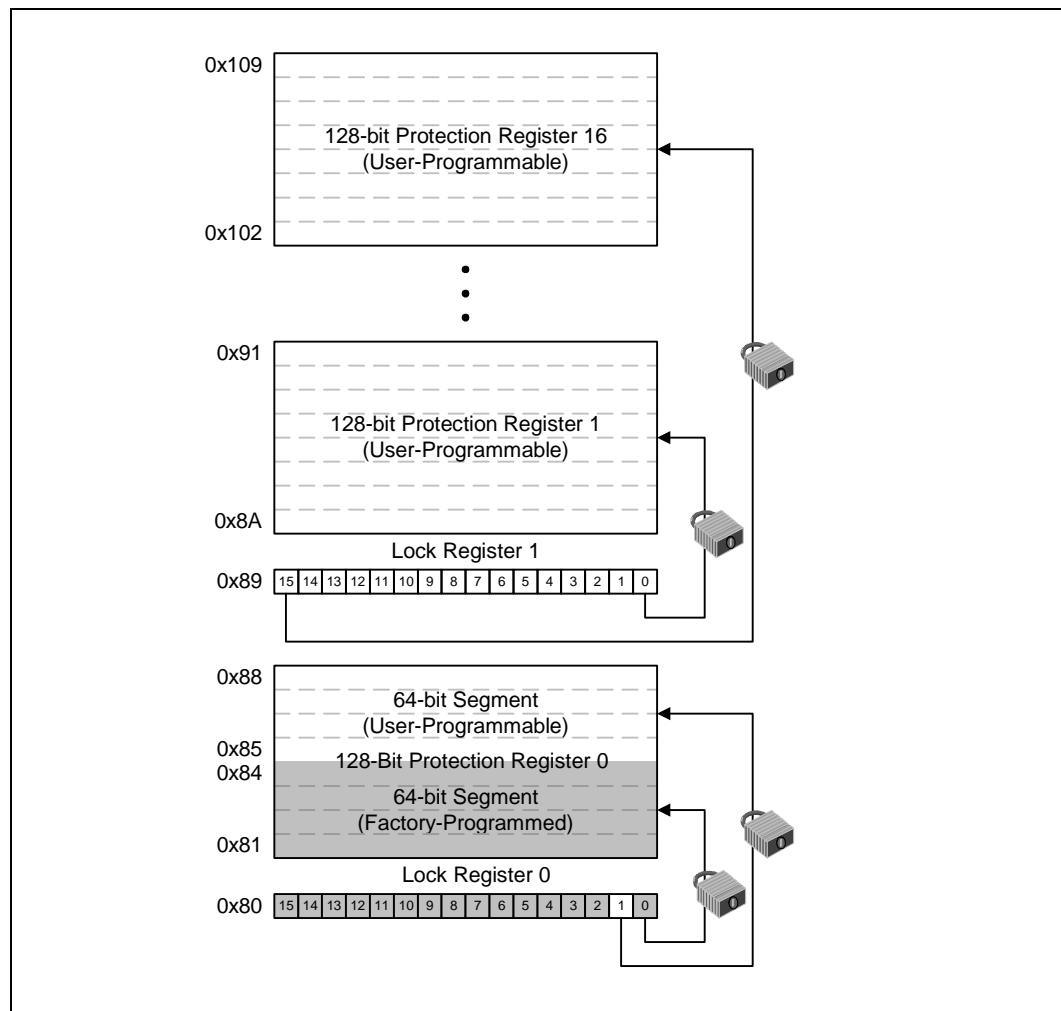 0x109
128-bit Protection Register 16
(User-Programmable)
0x102
0x91
128-bit Protection Register 1
(User-Programmable)
0x8A
Lock Register 1
0x89 15 14 13 12 11 10 9 8 7 6 5 4 3 2 1 0
0x88
64-bit Segment
(User-Programmable)
0x85
128-Bit Protection Register 0
0x84
64-bit Segment
(Factory-Programmed)
0x81
Lock Register 0
0x80 15 14 13 12 11 10 9 8 7 6 5 4 3 2 1 0